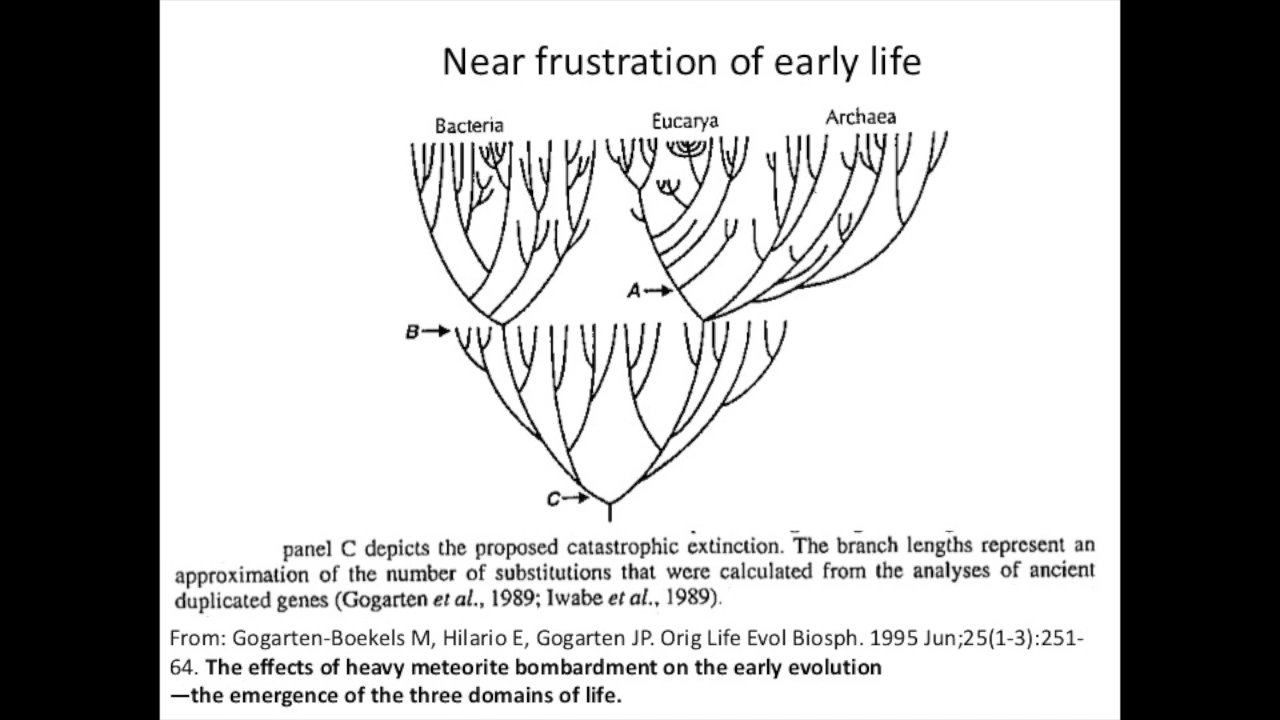 Near frustration of early life
Bacteria
Eucarya
Archaea
A
B
C
panel C depicts the proposed catastrophic extinction. The branch lengths represent an
approximation of the number of substitutions that were calculated from the analyses of ancient
duplicated genes (Gogarten et al., 1989; Iwabe et al., 1989).
From: Gogarten-Boekels M, Hilario E, Gogarten JP. Orig Life Evol Biosph. 1995 Jun;25(1-3):251-
64. The effects of heavy meteorite bombardment on the early evolution
—the emergence of the three domains of life.